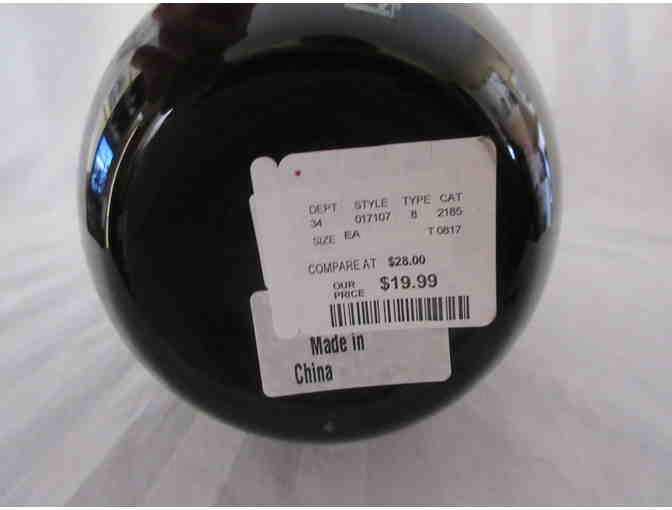 DEPT STYLE TYPE CAT
34 017107 8 2185
SIZE EA T 0817
COMPARE AT $28.00
OUR PRICE $19.99
Made in
China